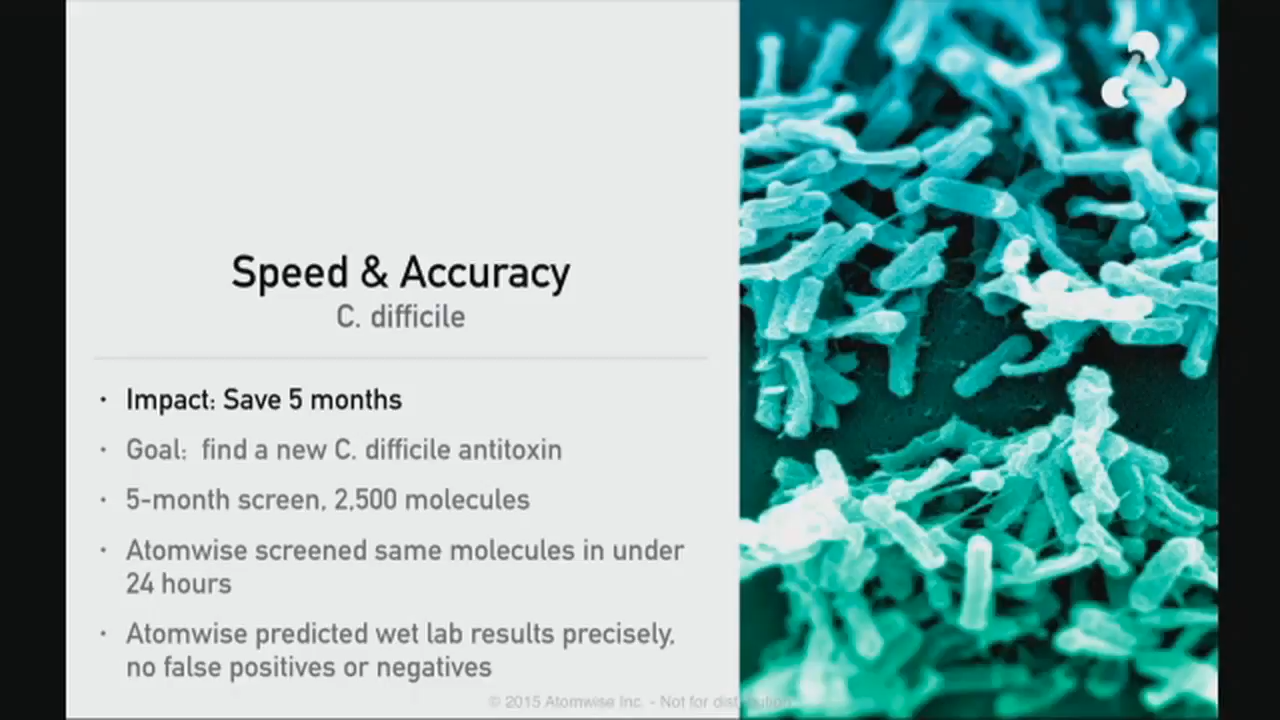 Speed & Accuracy
C. difficile
· Impact: Save 5 months
· Goal: find a new C. difficile antitoxin
· 5-month screen, 2,500 molecules
· Atomwise screened same molecules in under
24 hours
· Atomwise predicted wet lab results precisely,
no false positives or negatives
© 2015 Atomwise Inc. - Not for distribution